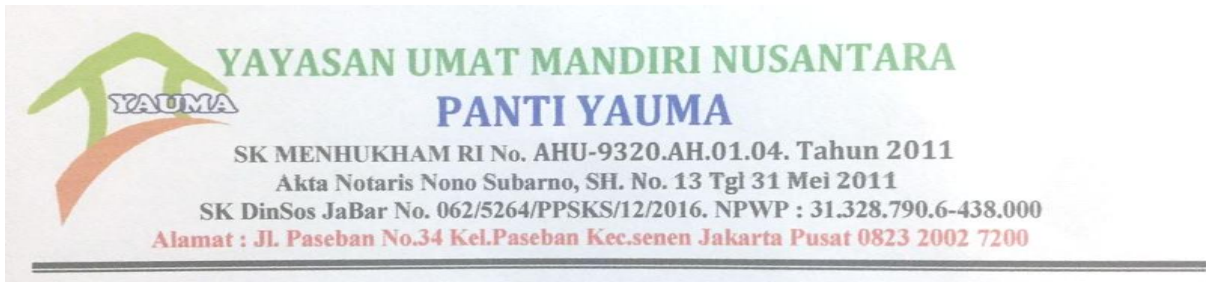 YAYASAN UMAT MANDIRI NUSANTARA
YAUMA
PANTI YAUMA
SK MENHUKHAM RI No. AHU-9320.AH.01.04. Tahun 2011
Akta Notaris Nono Subarno, SH. No. 13 Tgl 31 Mei 2011
SK DinSos JaBar No. 062/5264/PPSKS/12/2016. NPWP : 31.328.790.6-438.000
Alamat : Jl. Paseban No.34 Kel.Paseban Kec.senen Jakarta Pusat 0823 2002 7200